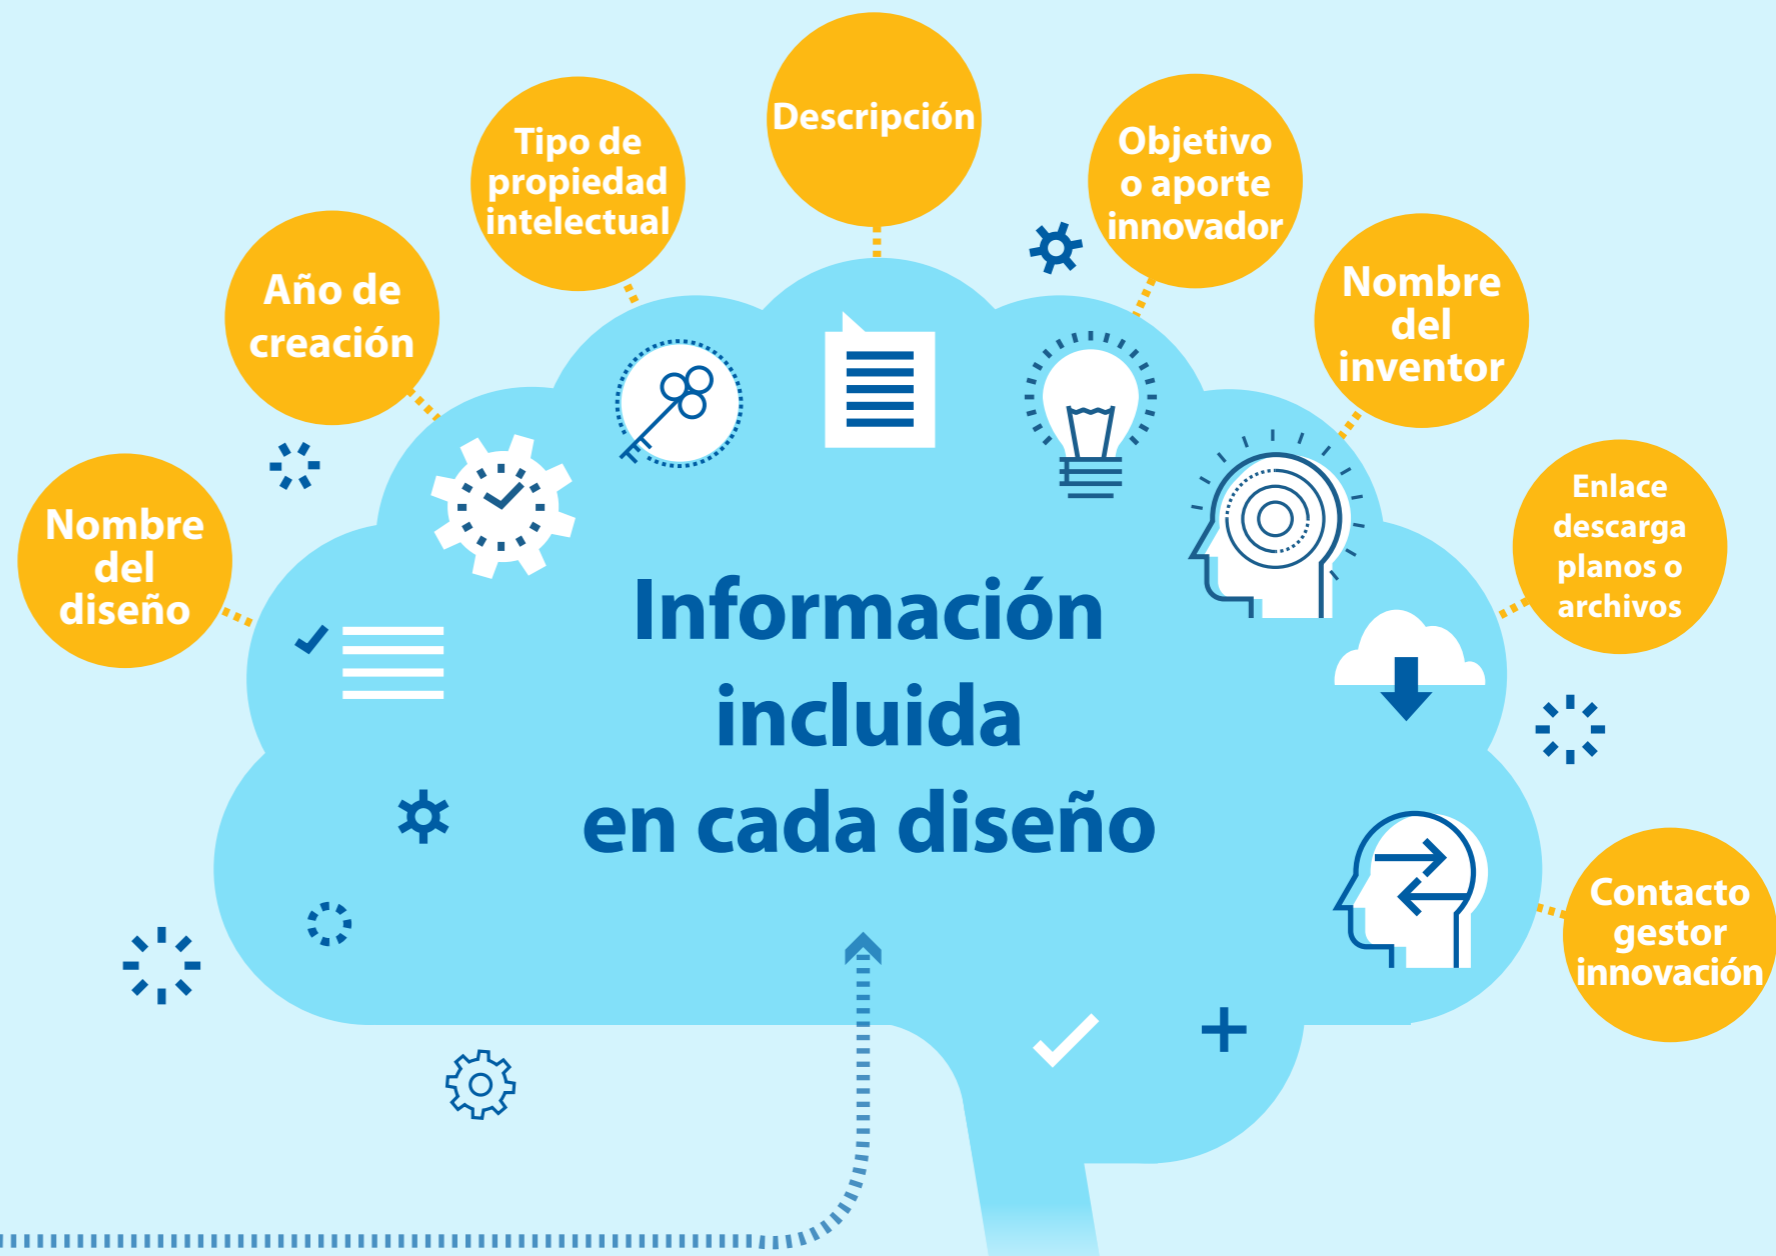 Descripción
Tipo de
propiedad
intelectual
Objetivo
o aporte
innovador
Año de
creación
Nombre
del
inventor
Nombre
del
diseño
Enlace
descarga
planos o
archivos
Información
incluida
en cada diseño
Contacto
gestor
innovación